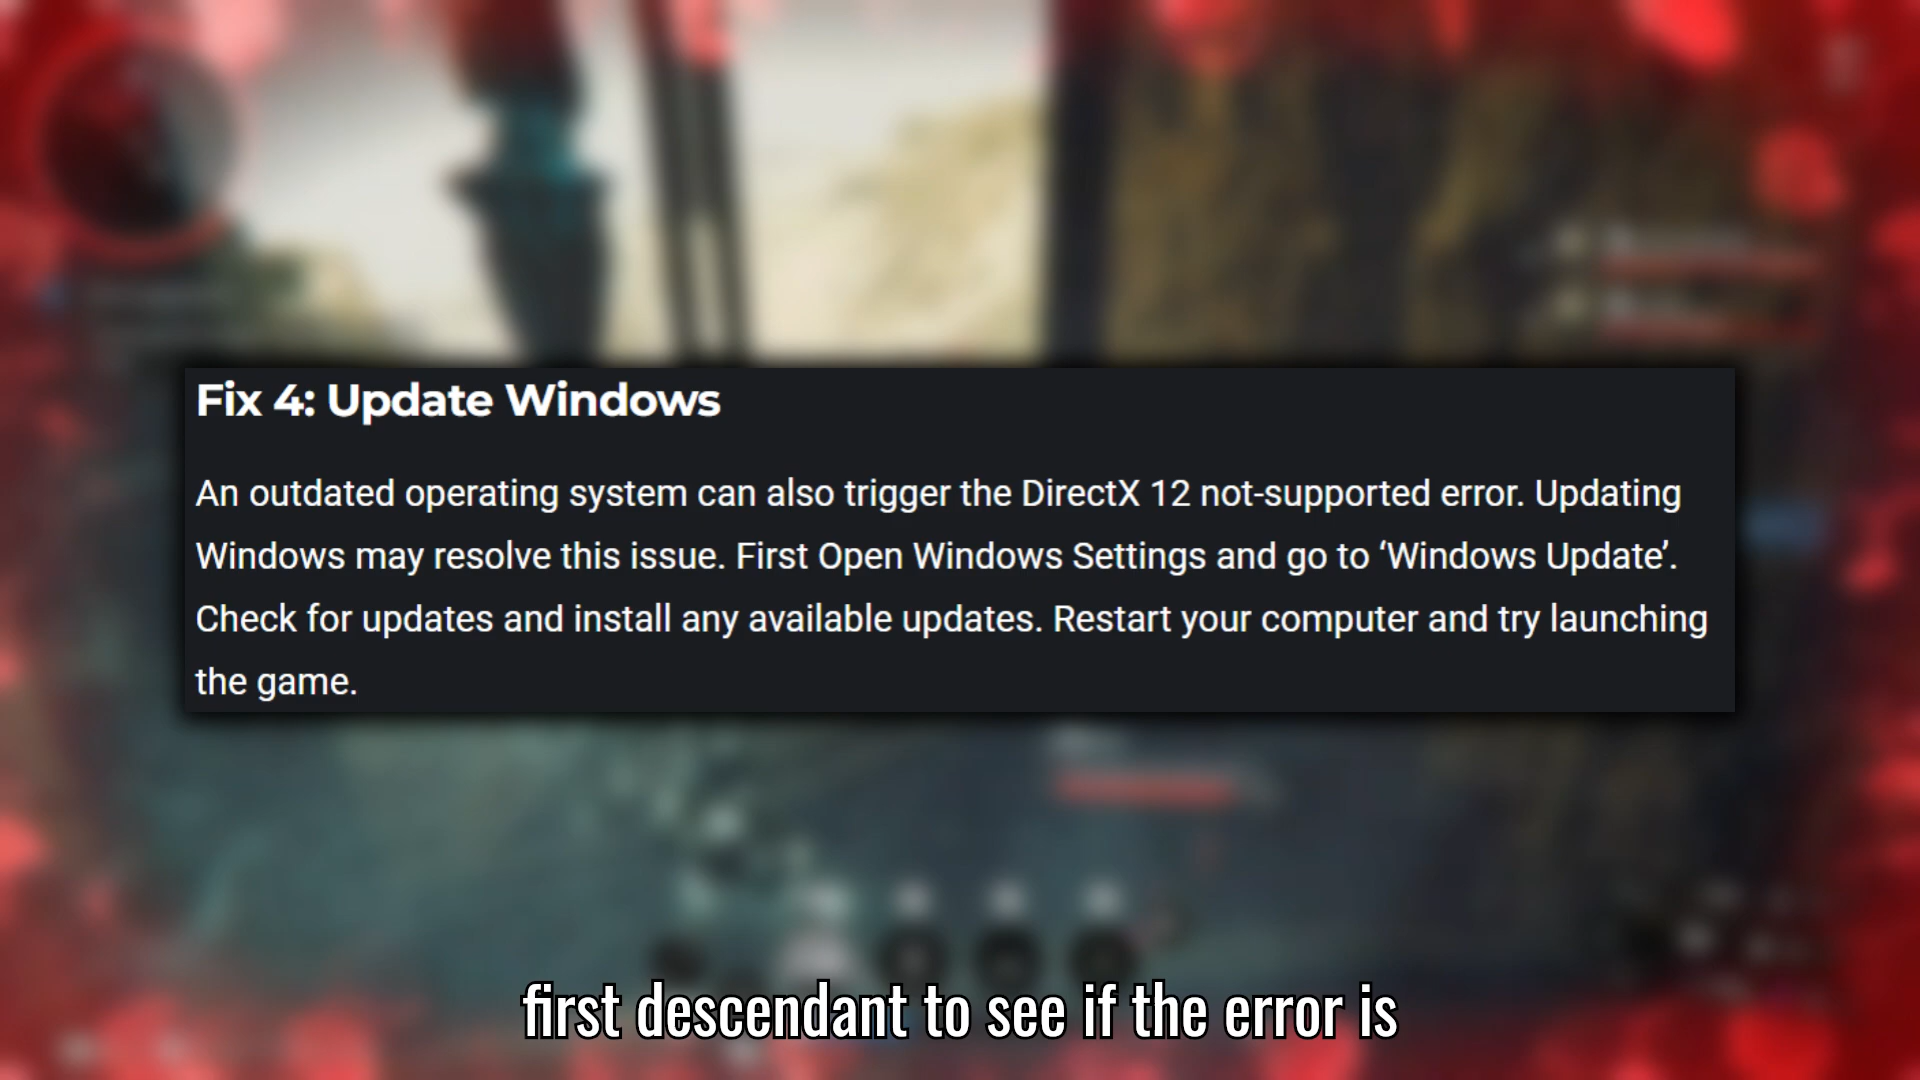 Fix 4: Update Windows
An outdated operating system can also trigger the DirectX 12 not-supported error. Updating
Windows may resolve this issue. First Open Windows Settings and go to ‘Windows Update’.
Check for updates and install any available updates. Restart your computer and try launching
the game.
first descendant to see if the error is